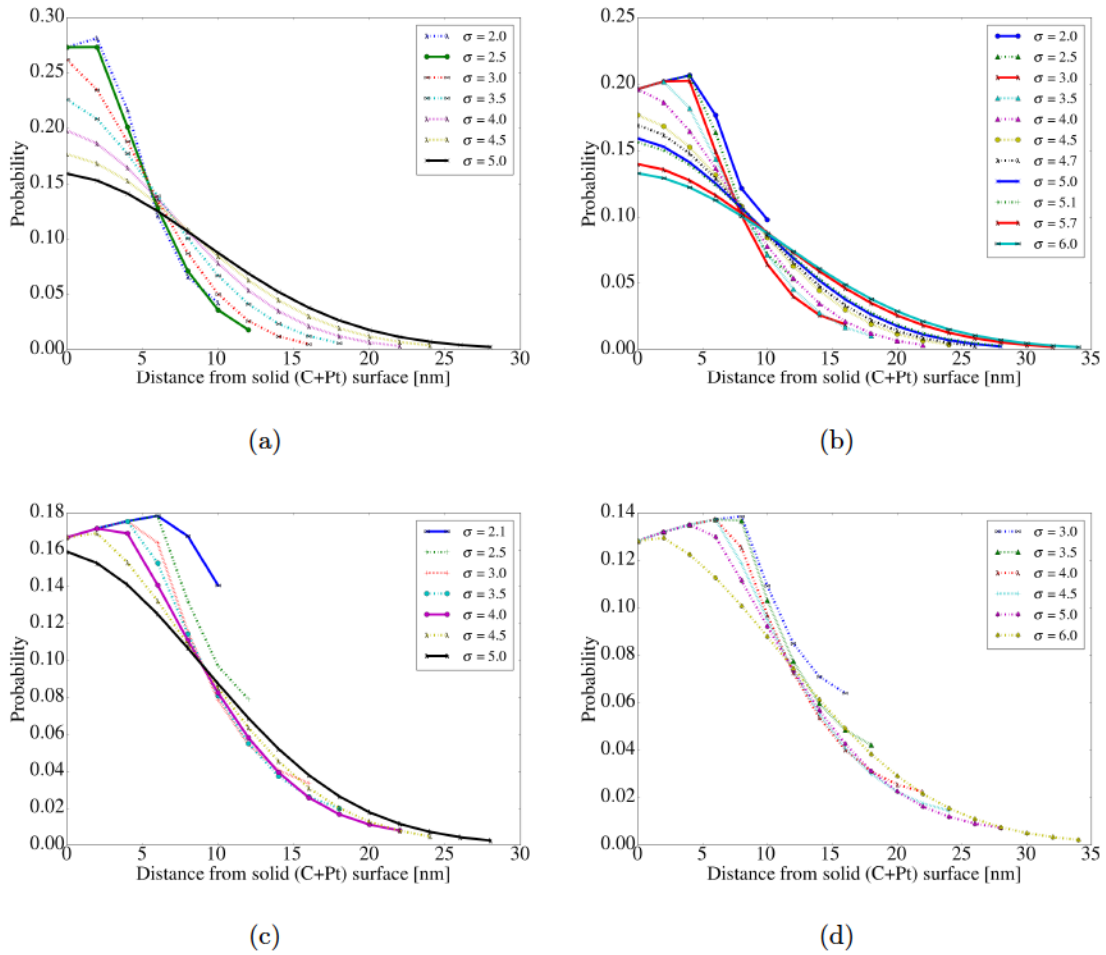 0.30
0.25
0.20
0.15
0.10
0.05
0.00
Probability
0 5 10 15 20 25 30
Distance from solid (C+Pt) surface [nm]
σ = 2.0
σ = 2.5
σ = 3.0
σ = 3.5
σ = 4.0
σ = 4.5
σ = 5.0
(a)
0.25
0.20
0.15
0.10
0.05
0.00
Probability
0 5 10 15 20 25 30 35
Distance from solid (C+Pt) surface [nm]
σ = 2.0
σ = 2.5
σ = 3.0
σ = 3.5
σ = 4.0
σ = 4.5
σ = 4.7
σ = 5.0
σ = 5.1
σ = 5.7
σ = 6.0
(b)
0.18
0.16
0.14
0.12
0.10
0.08
0.06
0.04
0.02
0.00
Probability
0 5 10 15 20 25 30
Distance from solid (C+Pt) surface [nm]
σ = 2.1
σ = 2.5
σ = 3.0
σ = 3.5
σ = 4.0
σ = 4.5
σ = 5.0
(c)
0.14
0.12
0.10
0.08
0.06
0.04
0.02
0.00
Probability
0 5 10 15 20 25 30 35
Distance from solid (C+Pt) surface [nm]
σ = 3.0
σ = 3.5
σ = 4.0
σ = 4.5
σ = 5.0
σ = 6.0
(d)